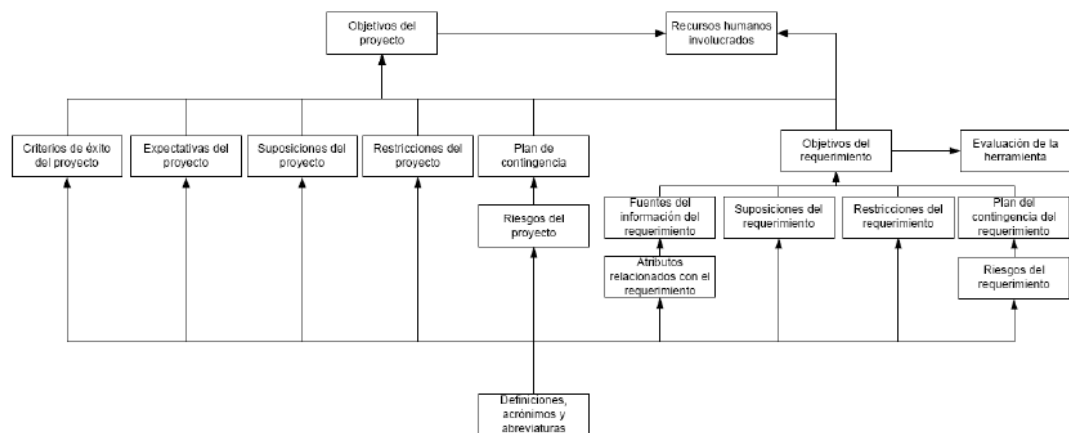 Objetivos del
proyecto
Recursos humanos
involucrados
Criterios de éxito
del proyecto
Expectativas del
proyecto
Suposiciones del
proyecto
Restricciones del
proyecto
Plan de
contingencia
Objetivos del
requerimiento
Evaluación de la
herramienta
Riesgos del
proyecto
Fuentes del
información del
requerimiento
Suposiciones del
requerimiento
Restricciones del
requerimiento
Plan de
contingencia del
requerimiento
Atributos
relacionados con el
requerimiento
Riesgos del
requerimiento
Definiciones,
acrónimos y
abreviaturas